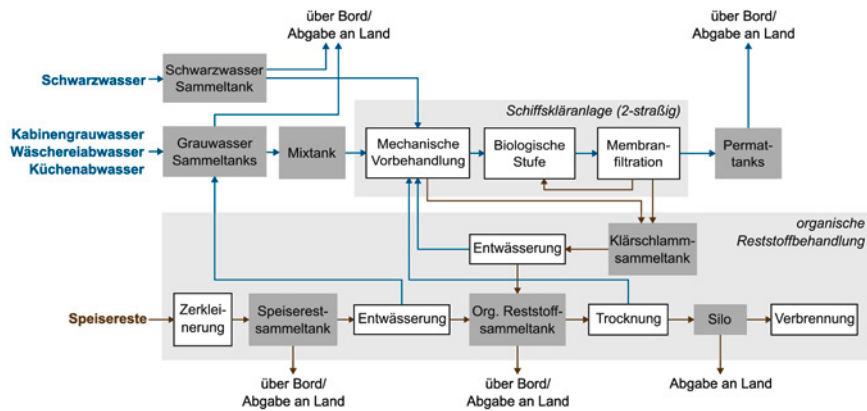 über Bord/
Abgabe an Land
über Bord/
Abgabe an Land
Schwarzwasser
Schwarzwasser
Sammeltank
Schiffskläranlage (2-straßig)
Kabinengrauwasser
Wäschereiabwasser
Küchenabwasser
Grauwasser
Sammeltanks
Mixtank
Mechanische
Vorbehandlung
Biologische
Stufe
Membran-
filtration
Permat-
tanks
organische
Reststoffbehandlung
Entwässerung
Klärschlamm-
sammeltank
Speisereste
Zerklei-
nerung
Speiserest-
sammeltank
Entwässerung
Org. Reststoff-
sammeltank
Trocknung
Silo
Verbrennung
über Bord/
Abgabe an Land
über Bord/
Abgabe an Land
Abgabe an Land